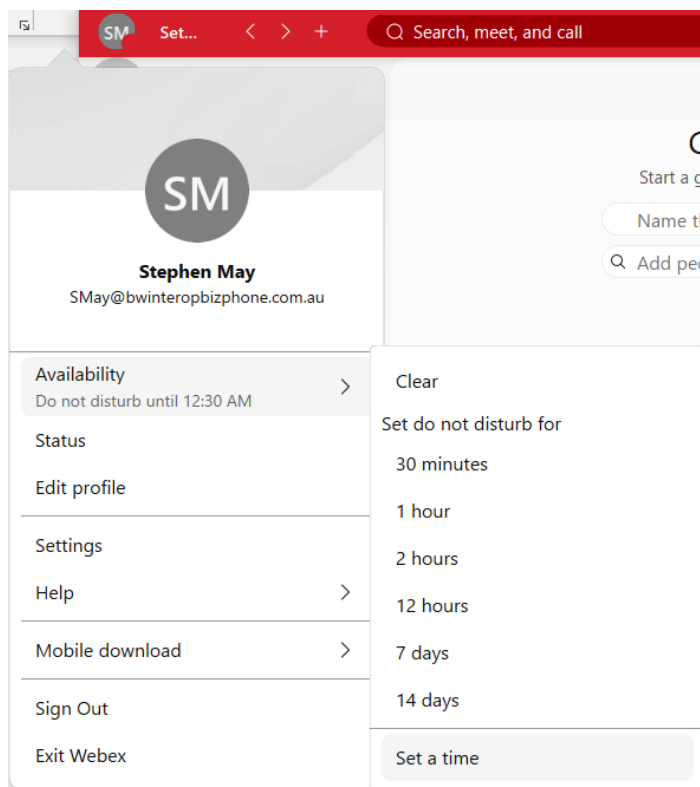 SM Set... Search, meet, and call
SM
Stephen May
SMay@bwinteropbizphone.com.au
Availability
Do not disturb until 12:30 AM
Status
Edit profile
Settings
Help
Mobile download
Sign Out
Exit Webex
Clear
Set do not disturb for
30 minutes
1 hour
2 hours
12 hours
7 days
14 days
Set a time
Start a
Name
Add